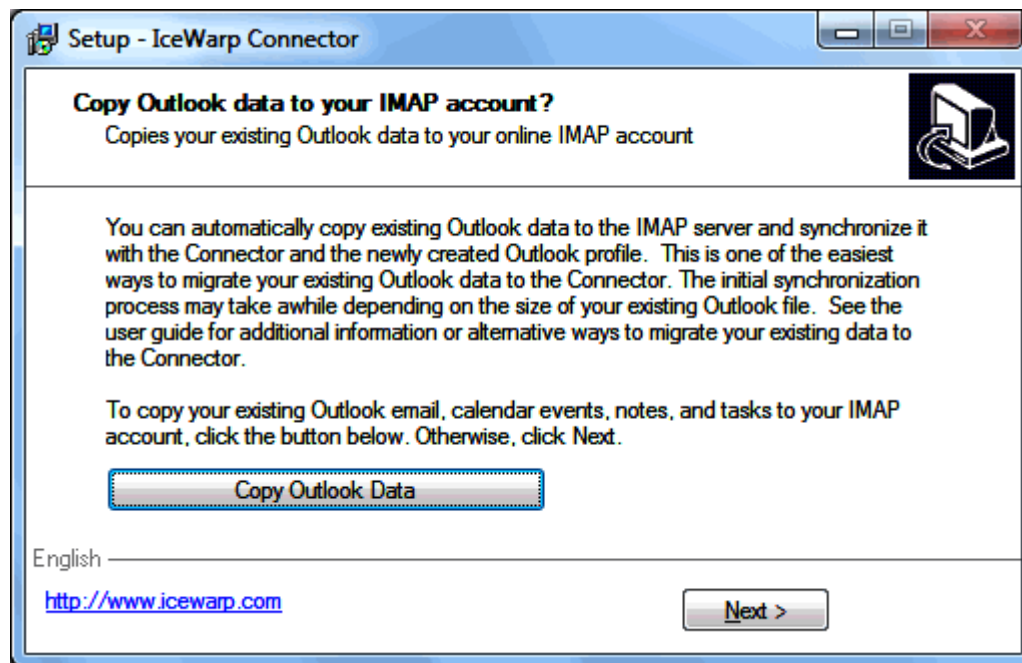 Setup - IceWarp Connector
Copy Outlook data to your IMAP account?
Copies your existing Outlook data to your online IMAP account
You can automatically copy existing Outlook data to the IMAP server and synchronize it
with the Connector and the newly created Outlook profile.  This is one of the easiest
ways to migrate your existing Outlook data to the Connector. The initial synchronization
process may take awhile depending on the size of your existing Outlook file.  See the
user guide for additional information or alternative ways to migrate your existing data to
the Connector.
To copy your existing Outlook email, calendar events, notes, and tasks to your IMAP
account, click the button below. Otherwise, click Next.
Copy Outlook Data
English
http://www.icewarp.com
Next >